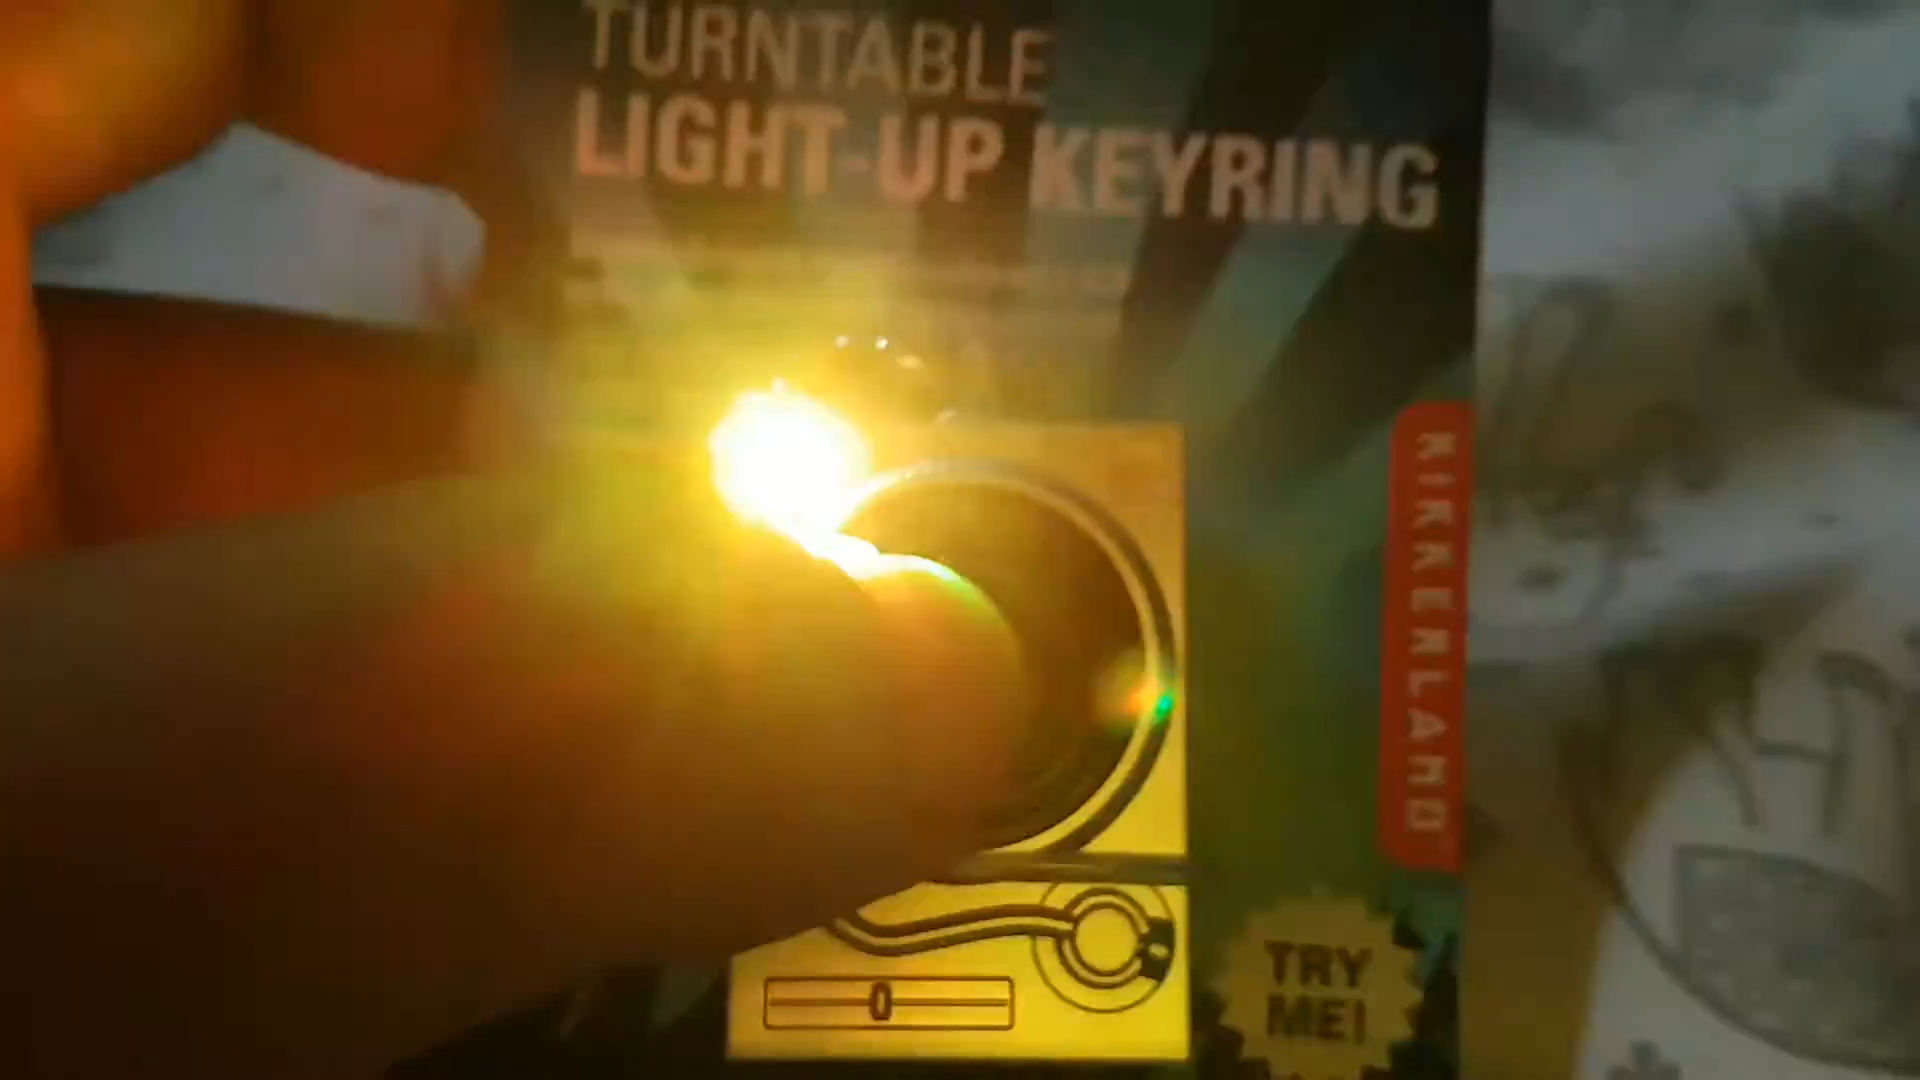 TURNTABLE
LIGHT-UP KEYRING
KIKKERLAND
TRY
ME!